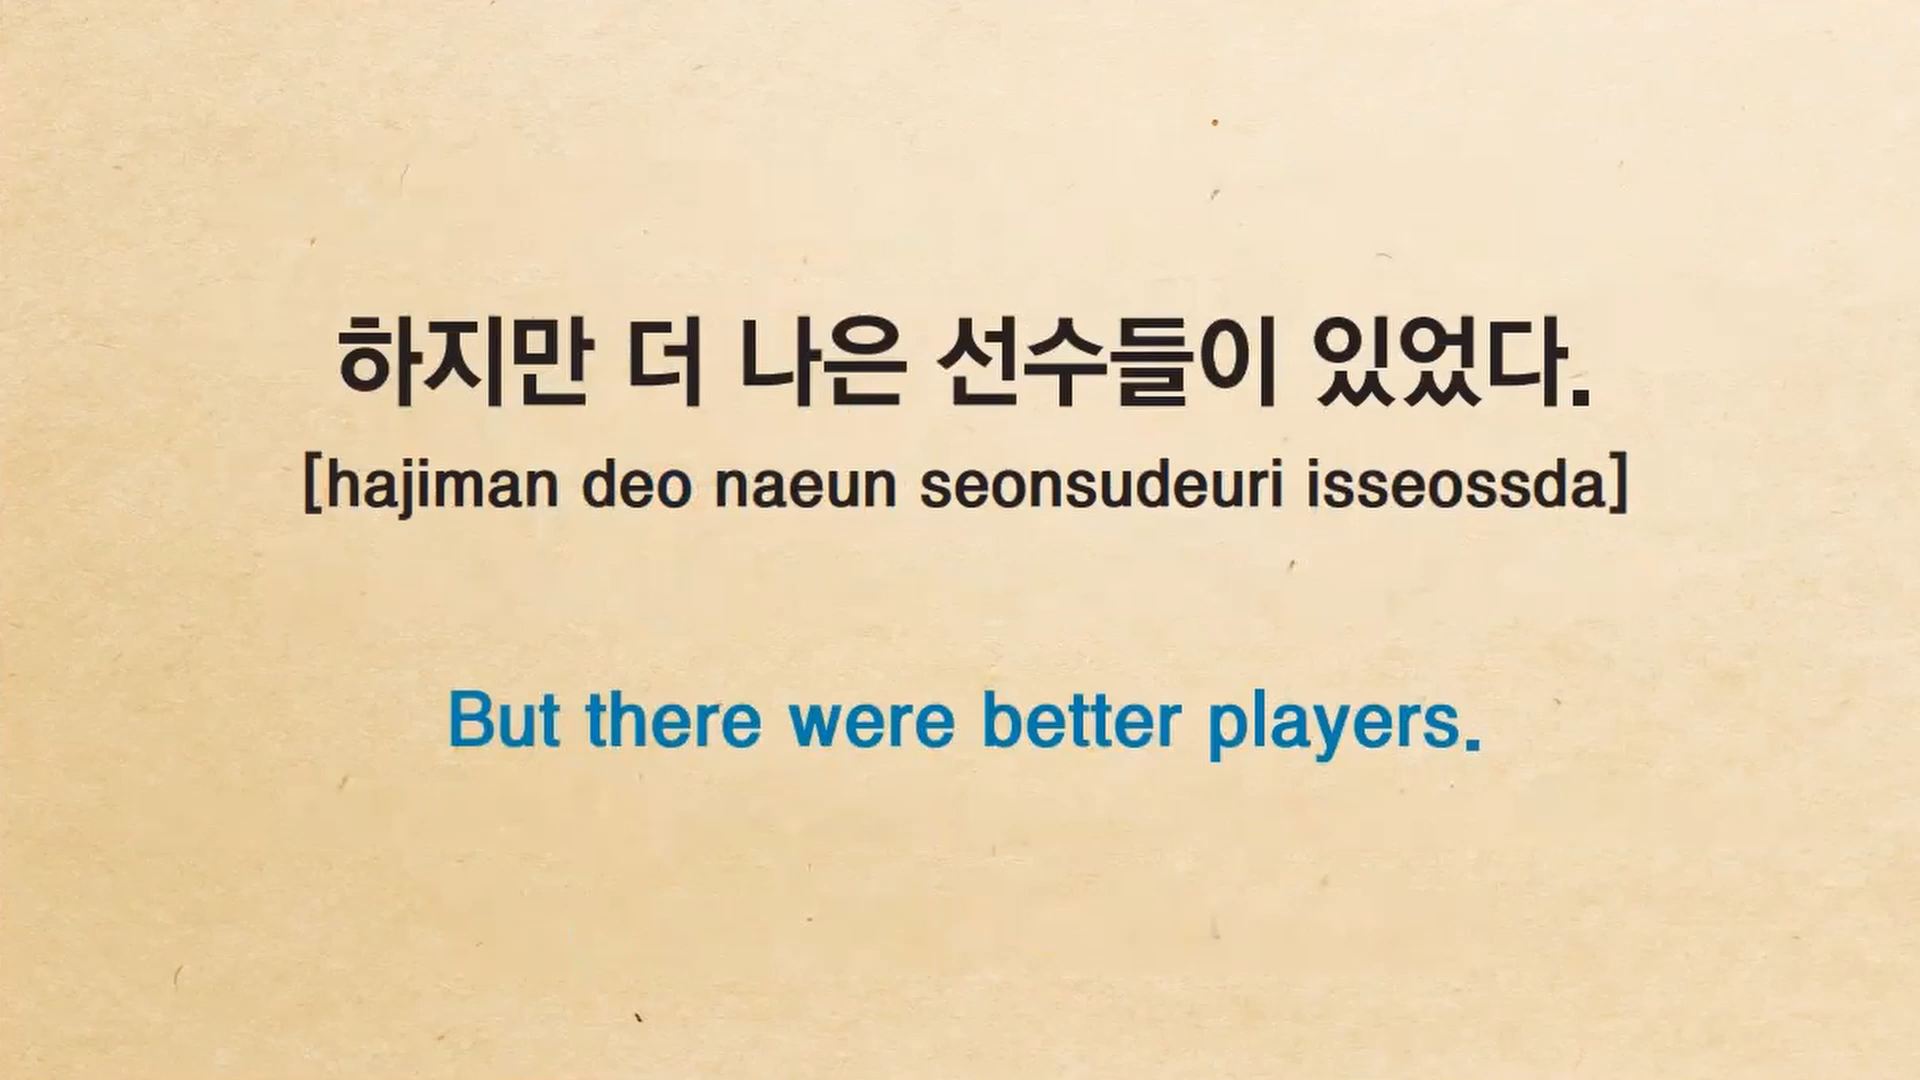 하지만 더 나은 선수들이 있었다.
[hajiman deo naeun seonsudeuri isseossda]
But there were better players.